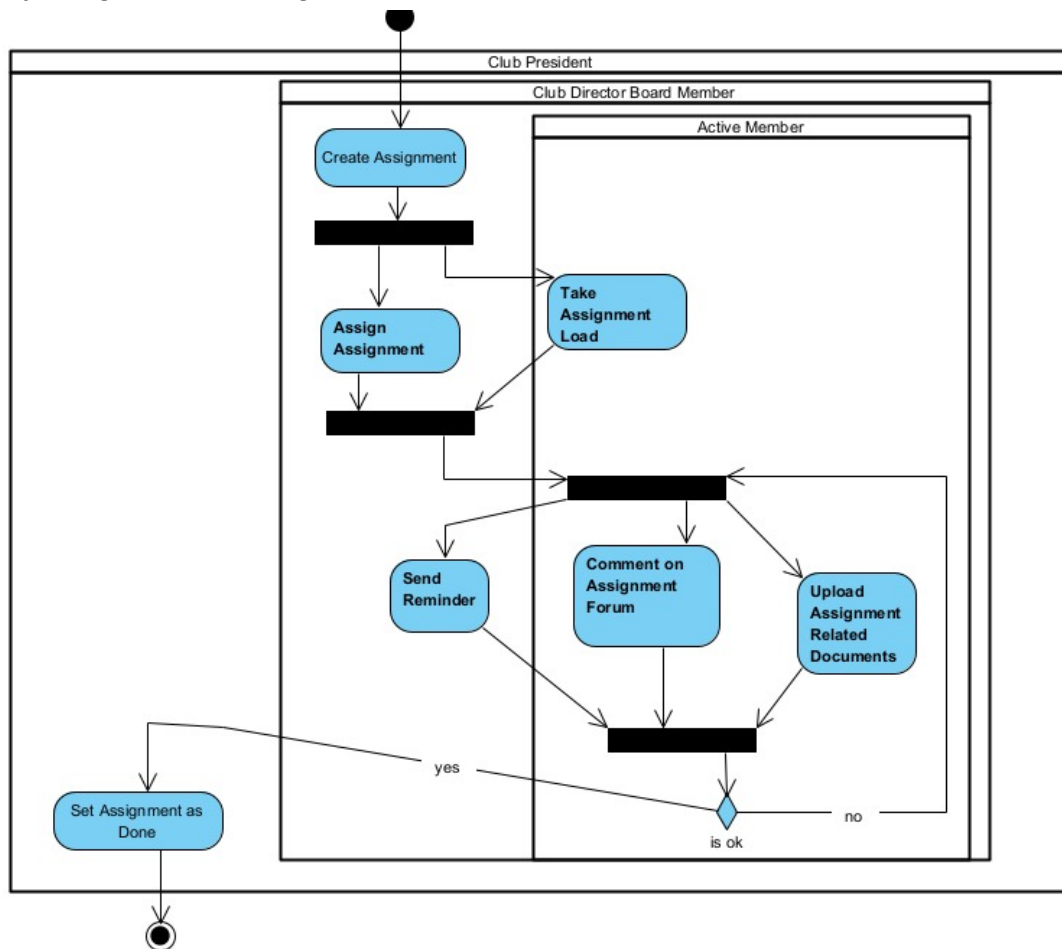 Club President
Club Director Board Member
Active Member
Create Assignment
Take
Assignment
Load
Assign
Assignment
Send
Reminder
Comment on
Assignment
Forum
Upload
Assignment
Related
Documents
yes
Set Assignment as
Done
no
is ok